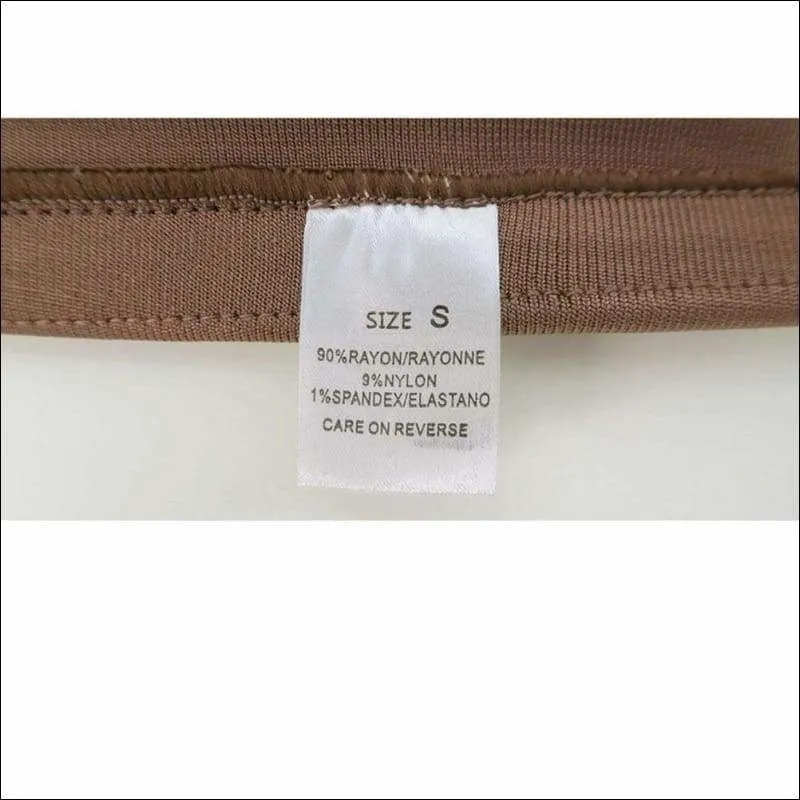 SIZE S
90%RAYON/RAYONNE
9%NYLON
1%SPANDEX/ELASTANO
CARE ON REVERSE